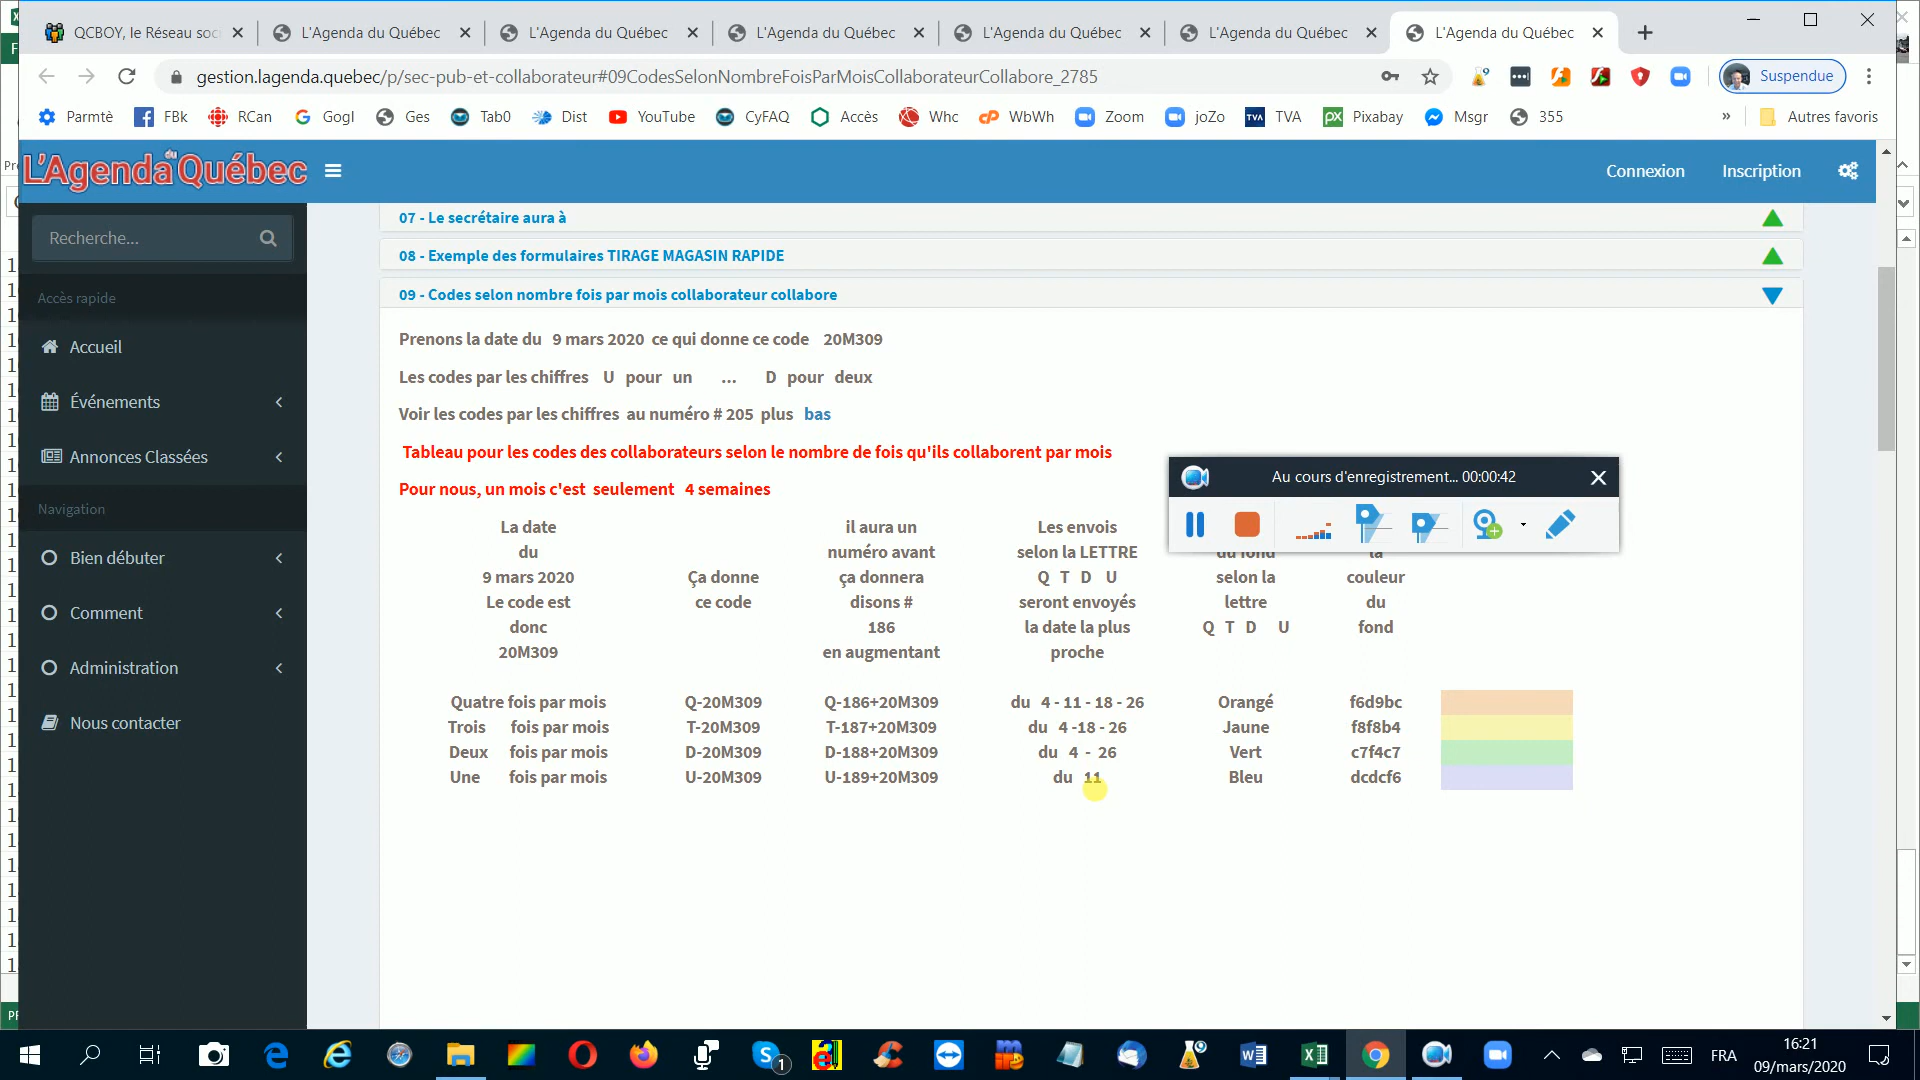 QCBOY, le Réseau soc
L'Agenda du Québec
L'Agenda du Québec
L'Agenda du Québec
L'Agenda du Québec
L'Agenda du Québec
L'Agenda du Québec
gestion.lagenda.quebec/p/sec-pub-et-collaborateur#09CodesSelonNombreFoisParMoisCollaborateurCollabore_2785
Suspendue
Parmtè
FBk
RCan
Gogl
Ges
Tab0
Dist
YouTube
CyFAQ
Accès
Whc
WbWh
Zoom
joZo
TVA
Pixabay
Msgr
355
»
Autres favoris
L'Agenda du Québec
Connexion
Inscription
Recherche...
Accès rapide
Accueil
Événements
Annonces Classées
Navigation
Bien débuter
Comment
Administration
Nous contacter
07 - Le secrétaire aura à
08 - Exemple des formulaires TIRAGE MAGASIN RAPIDE
09 - Codes selon nombre fois par mois collaborateur collabore
Prenons la date du 9 mars 2020 ce qui donne ce code 20M309
Les codes par les chiffres U pour un ... D pour deux
Voir les codes par les chiffres au numéro # 205 plus bas
Tableau pour les codes des collaborateurs selon le nombre de fois qu'ils collaborent par mois
Pour nous, un mois c'est seulement 4 semaines
Au cours d'enregistrement... 00:00:42
La date il aura un Les envois
du numéro avant selon la LETTRE du fond la
9 mars 2020 Ça donne ça donnera Q T D U selon la couleur
Le code est ce code disons # seront envoyés lettre du
donc 186 la date la plus Q T D U fond
20M309 en augmentant proche
Quatre fois par mois Q-20M309 Q-186+20M309 du 4 - 11 - 18 - 26 Orangé f6d9bc
Trois fois par mois T-20M309 T-187+20M309 du 4 -18 - 26 Jaune f8f8b4
Deux fois par mois D-20M309 D-188+20M309 du 4 - 26 Vert c7f4c7
Une fois par mois U-20M309 U-189+20M309 du 11 Bleu dcdcf6
FRA
16:21
09/mars/2020